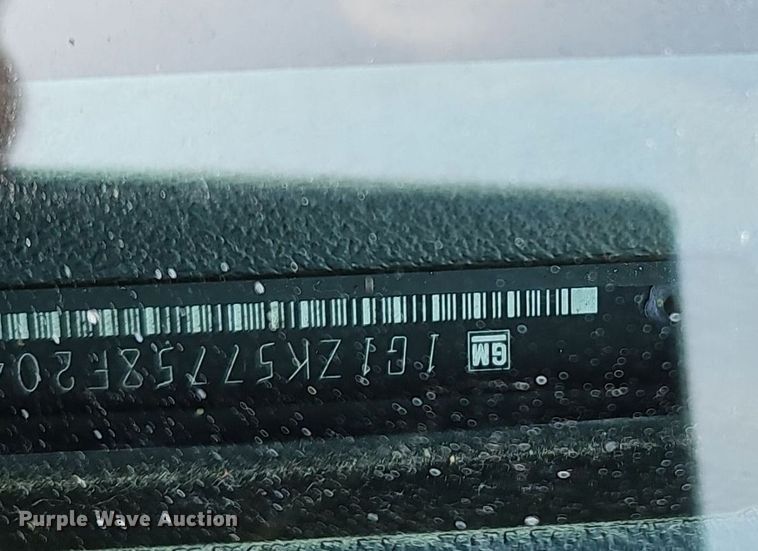 GM 1G1ZK57758F20
Purple Wave Auction